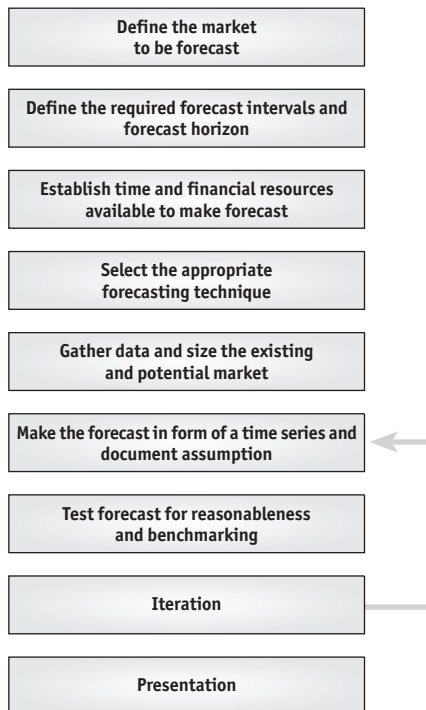 Define the market
to be forecast
Define the required forecast intervals and
forecast horizon
Establish time and financial resources
available to make forecast
Select the appropriate
forecasting technique
Gather data and size the existing
and potential market
Make the forecast in form of a time series and
document assumption
Test forecast for reasonableness
and benchmarking
Iteration
Presentation